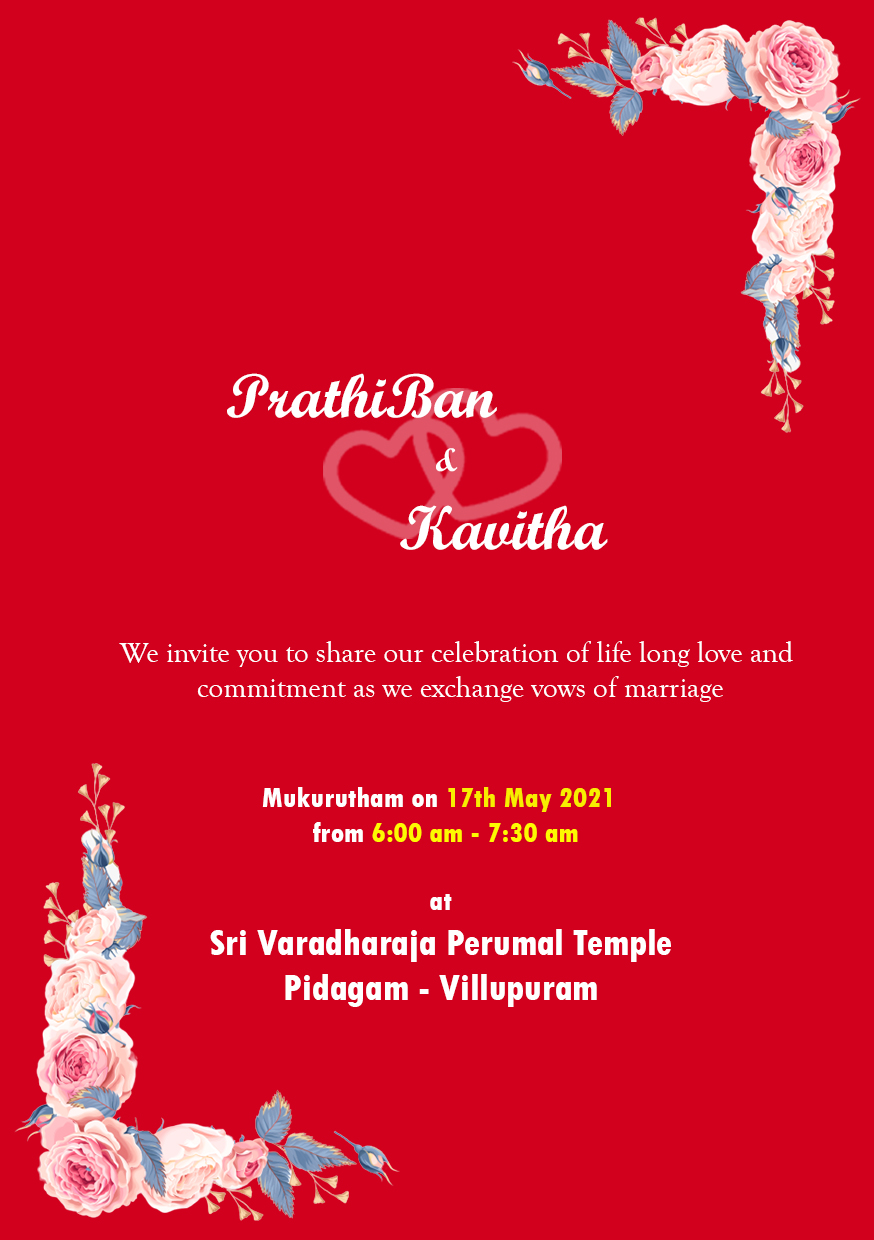 PrathiBan
&
Kavitha
We invite you to share our celebration of life long love and
commitment as we exchange vows of marriage
Mukurutham on 17th May 2021
from 6:00 am - 7:30 am
at
Sri Varadharaja Perumal Temple
Pidagam - Villupuram